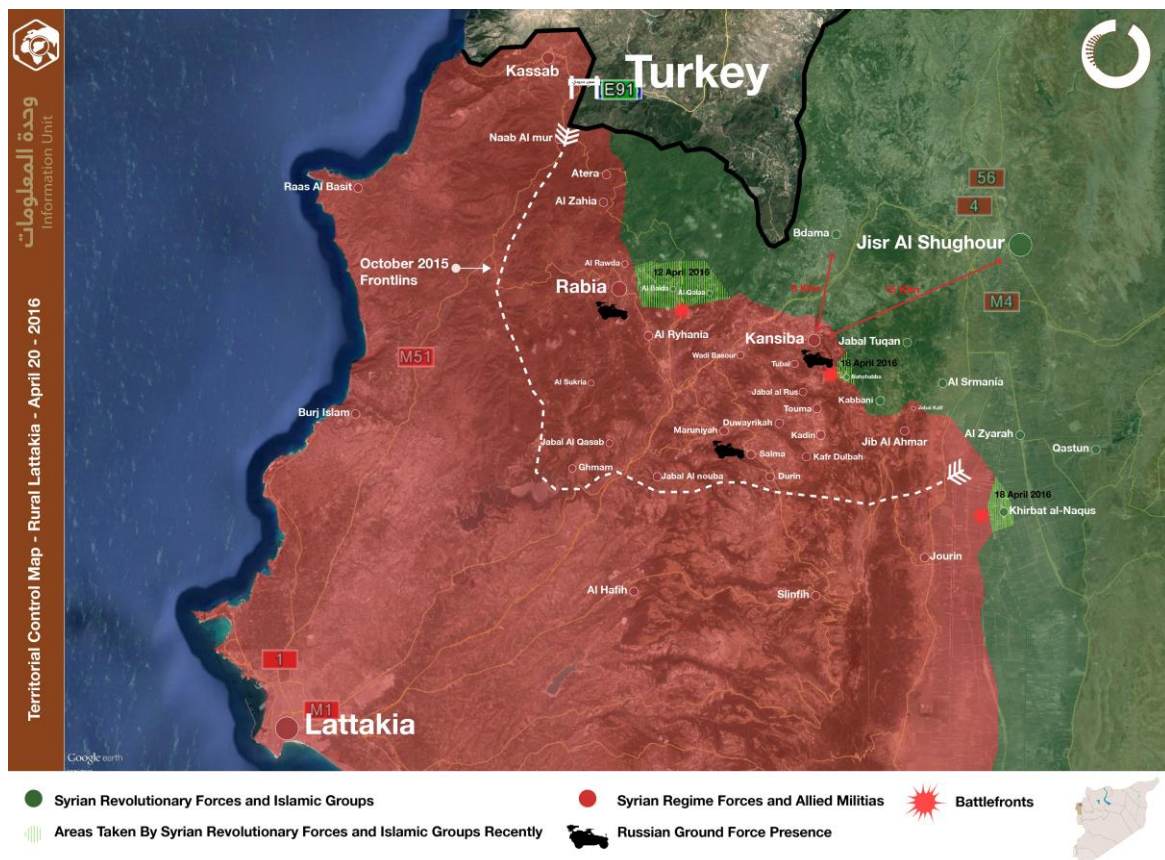 وحدة المعلومات
Information Unit
Territorial Control Map - Rural Lattakia - April 20 - 2016
Turkey
Kassab
E91
Naab Al mur
Atera
Raas Al Basit
Al Zahia
56
4
Bdama
Jisr Al Shughour
October 2015
Frontlins
Al Rawda
12 April 2016
Rabia
Al-Baida
Al-Qalaa
M4
Al Ryhania
Kansiba
Jabal Tuqan
M51
Wadi Basour
Tubal
18 April 2016
Al Sukria
Jabal al Rus
Kabbani
Al Srmania
Burj Islam
Touma
Duwayrikah
Maruniyah
Kadin
Jib Al Ahmar
Al Zyarah
Jabal Al Qasab
Salma
Kafr Dulbah
Qastun
Ghmam
Jabal Al nouba
Durin
18 April 2016
Khirbat al-Naqus
Jourin
Al Hafih
Slinfih
1
M1
Lattakia
Google earth
Syrian Revolutionary Forces and Islamic Groups
Syrian Regime Forces and Allied Militias
Battlefronts
Areas Taken By Syrian Revolutionary Forces and Islamic Groups Recently
Russian Ground Force Presence